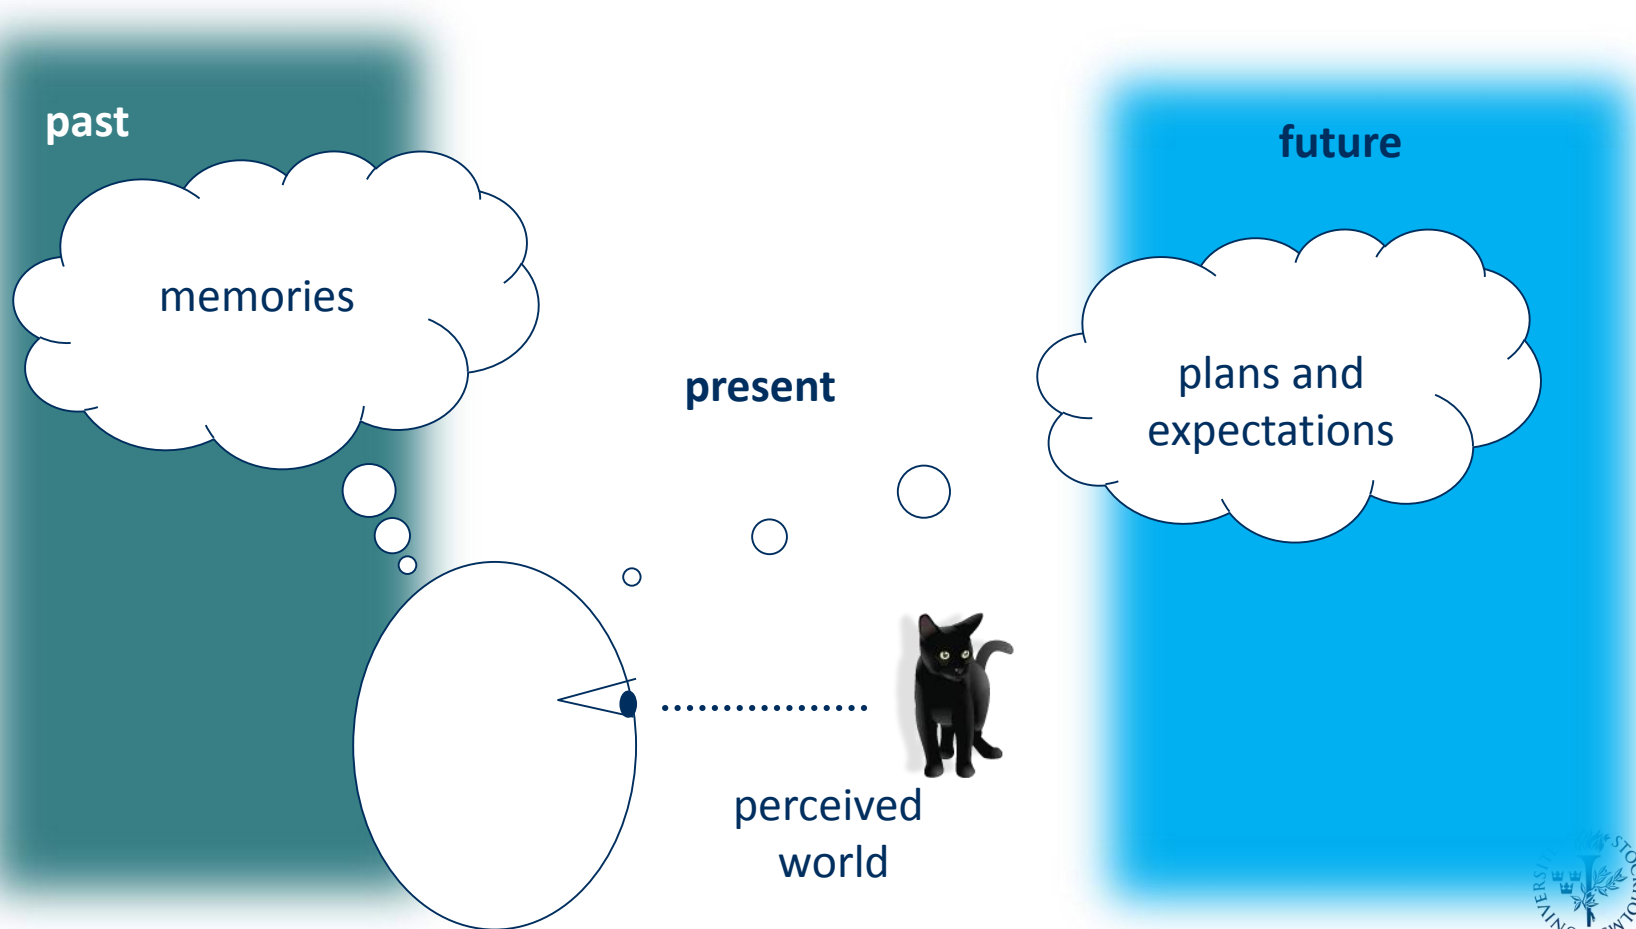 past
future
memories
present
plans and
expectations
perceived
world